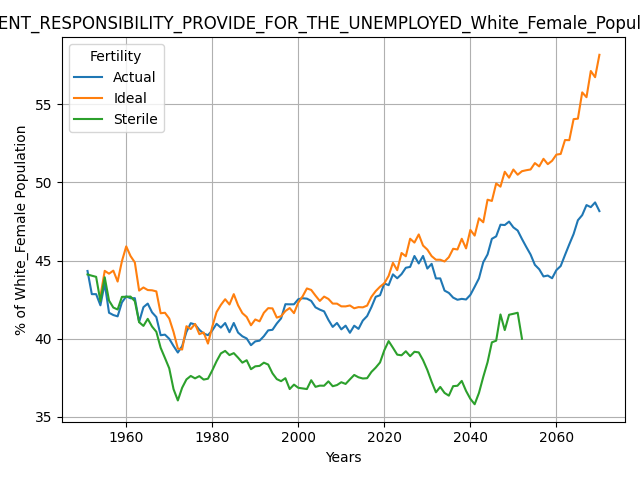 ENT_RESPONSIBILITY_PROVIDE_FOR_THE_UNEMPLOYED_White_Female_Popul
Fertility
Actual
Ideal
Sterile
% of White_Female Population
55
50
45
40
35
1960
1980
2000
2020
2040
2060
Years